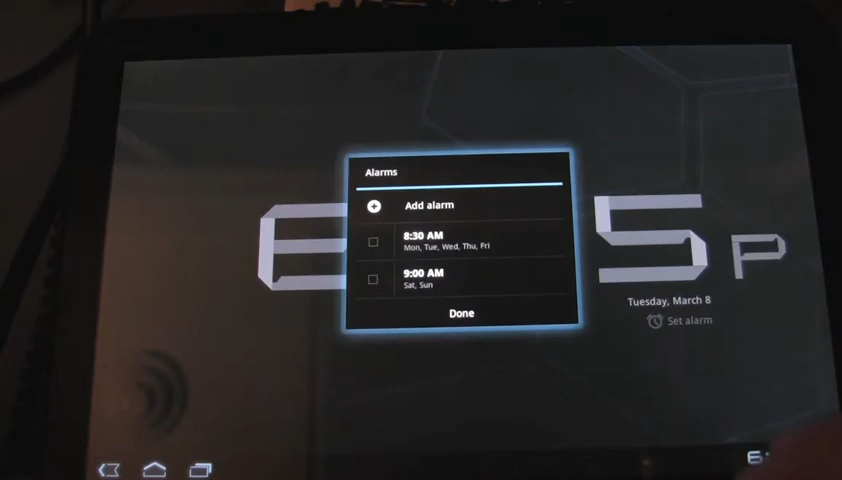 Alarms
Add alarm
8:30 AM
Mon, Tue, Wed, Thu, Fri
9:00 AM
Sat, Sun
Done
5 P
Tuesday, March 8
Set alarm